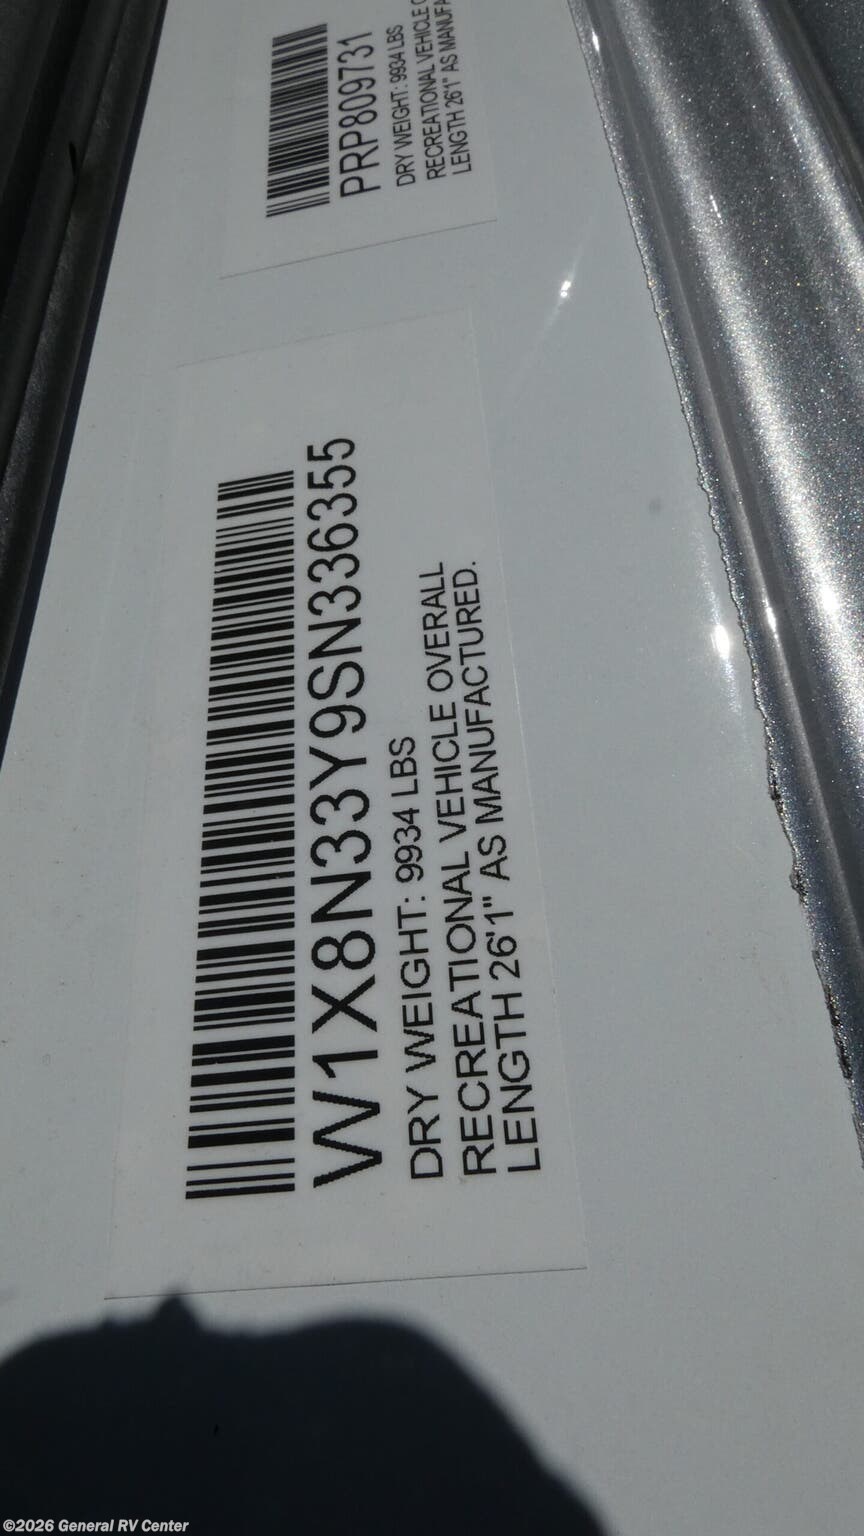 PRP809731
DRY WEIGHT: 9934 LBS
RECREATIONAL VEHICLE
LENGTH 26'1" AS
W1X8N33Y9SN336355
DRY WEIGHT: 9934 LBS
RECREATIONAL VEHICLE OVERALL
LENGTH 26'1" AS MANUFACTURED.
©2026 General RV Center